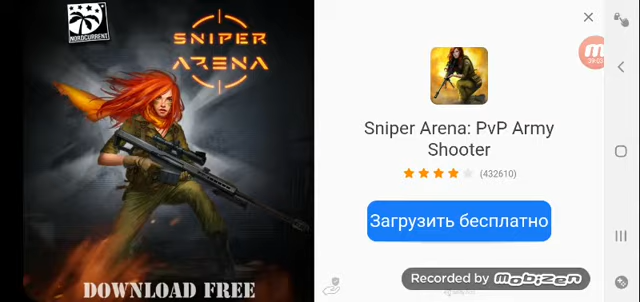 NORDCURRENT
SNIPER
ARENA
DOWNLOAD FREE
Sniper Arena: PvP Army
Shooter
(432610)
Загрузить бесплатно
Recorded by mobizen